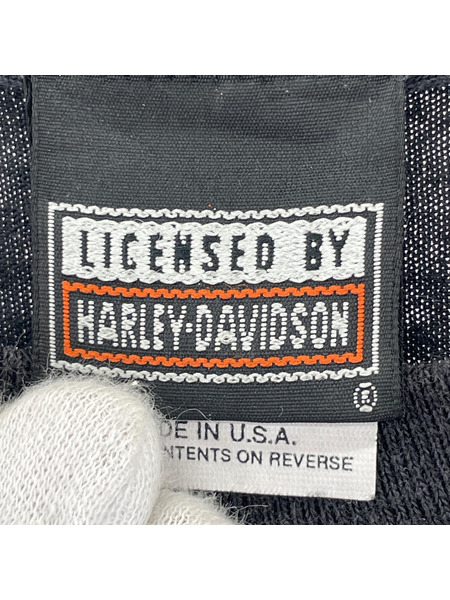 LICENSED BY
HARLEY-DAVIDSON
®
DE IN U.S.A.
NTENTS ON REVERSE